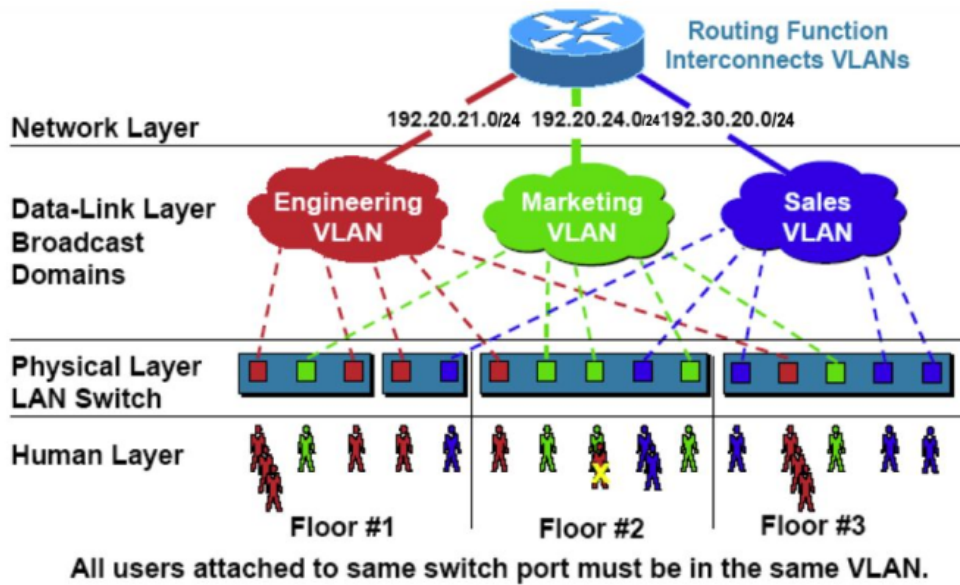 Routing Function
Interconnects VLANs
192.20.21.0/24 192.20.24.0/24 192.30.20.0/24
Network Layer
Engineering
VLAN
Marketing
VLAN
Sales
VLAN
Data-Link Layer
Broadcast
Domains
Physical Layer
LAN Switch
Human Layer
Floor #1
Floor #2
Floor #3
All users attached to same switch port must be in the same VLAN.